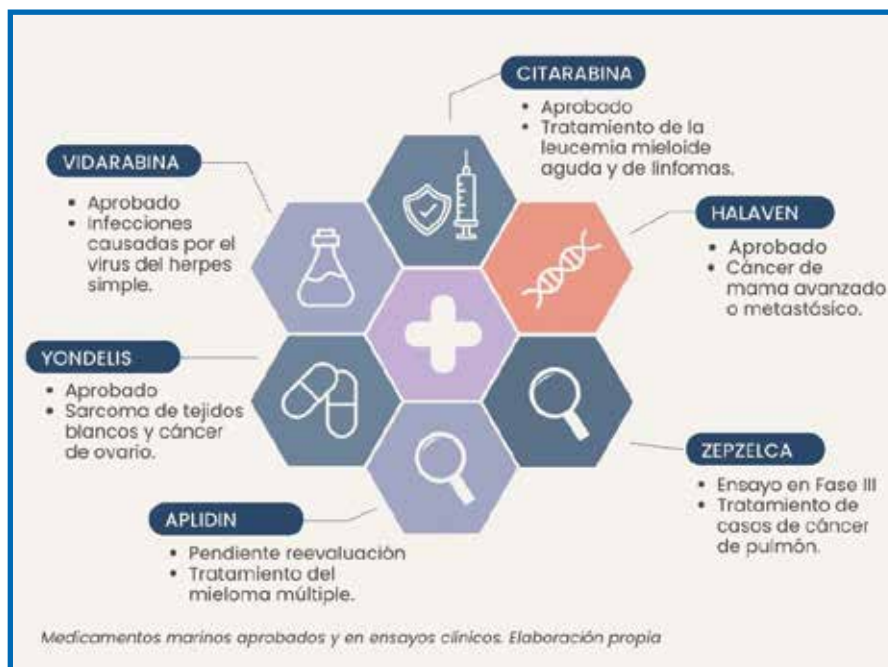 CITARABINA
• Aprobado
• Tratamiento de la
leucemia mieloide
aguda y de linfomas.
VIDARABINA
• Aprobado
• Infecciones
causadas por el
virus del herpes
simple.
HALAVEN
• Aprobado
• Cáncer de
mama avanzado
o metastásico.
YONDELIS
• Aprobado
• Sarcoma de tejidos
blancos y cáncer
de ovario.
ZEPZELCA
• Ensayo en Fase III
• Tratamiento de
casos de cáncer
de pulmón.
APLIDIN
• Pendiente reevaluación
• Tratamiento del
mieloma múltiple.
Medicamentos marinos aprobados y en ensayos clínicos. Elaboración propia